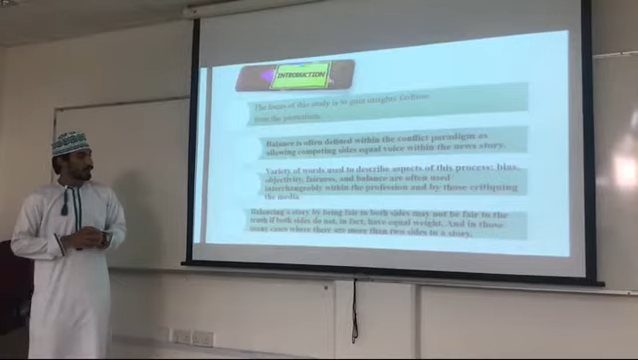 INTRODUCTION
The focus of this study is to gain insights
from the journalists.
Balance is often defined within the conflict paradigm as
allowing competing sides equal voice within the news story.
Variety of words used to describe aspects of this process: bias,
objectivity, fairness, and balance are often used
interchangeably within the profession and by those critiquing
the media
Balancing a story by being fair to both sides may not be fair to the
truth if both sides do not, in fact, have equal weight. And in those
many cases where there are more than two sides to a story.